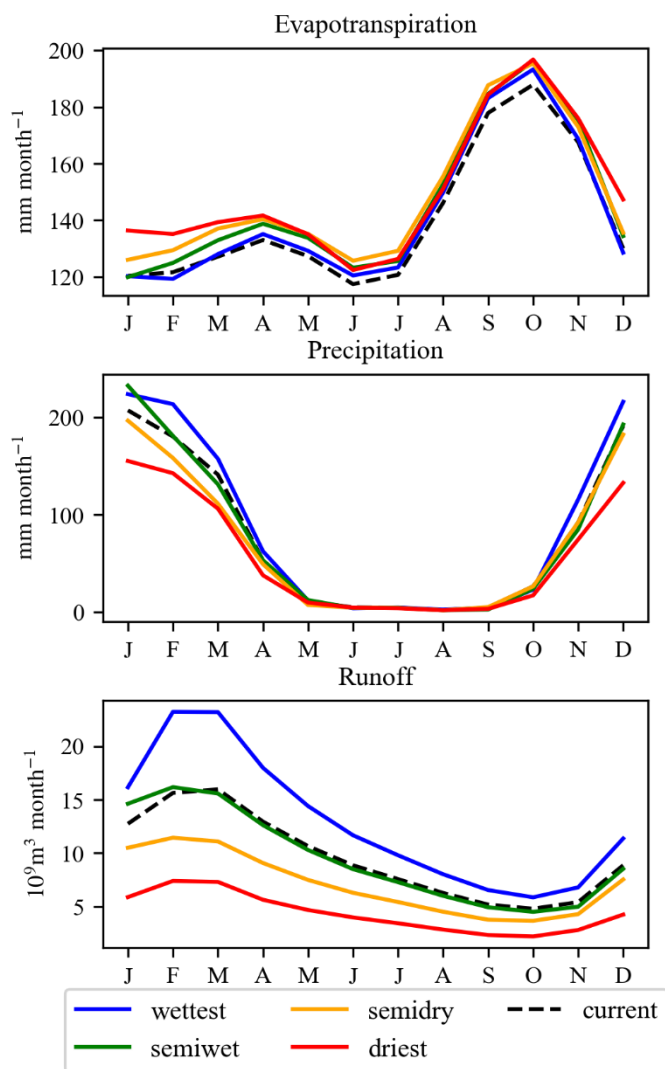 Evapotranspiration
mm month⁻¹
200
180
160
140
120
J F M A M J J A S O N D
Precipitation
mm month⁻¹
200
100
0
J F M A M J J A S O N D
Runoff
10⁹m³ month⁻¹
20
15
10
5
J F M A M J J A S O N D
wettest semidry current
semiwet driest